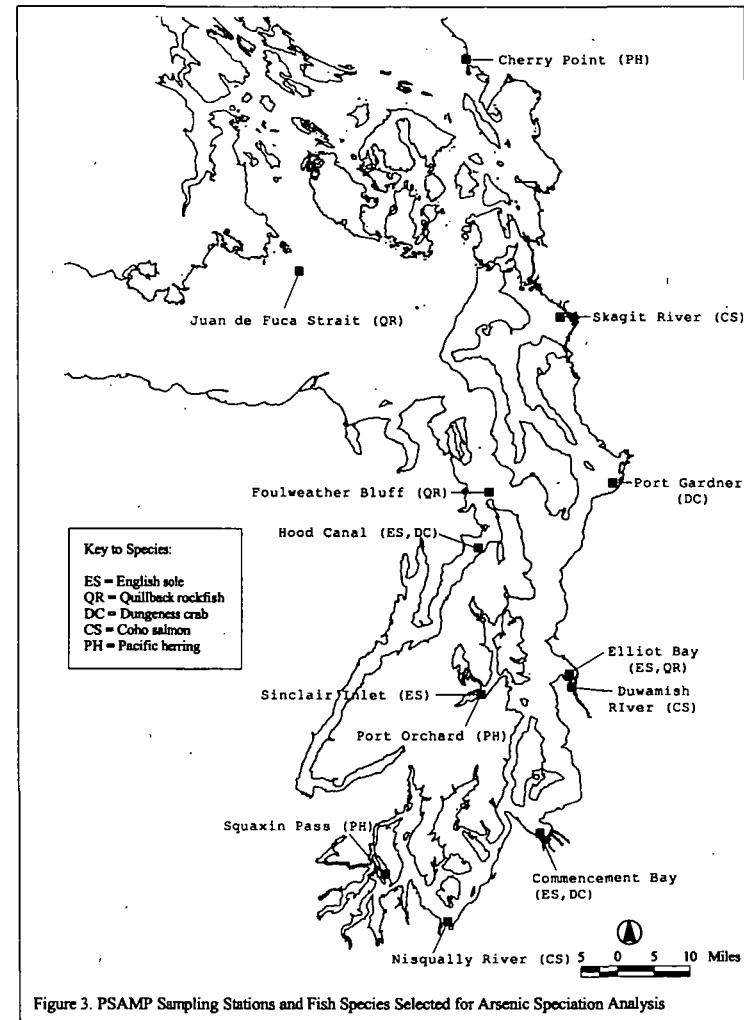 Cherry Point (PH)
Juan de Fuca Strait (QR)
Skagit River (CS)
Foulweather Bluff (QR)
Port Gardner
(DC)
Hood Canal (ES,DC)
Key to Species:
ES = English sole
QR = Quillback rockfish
DC = Dungeness crab
CS = Coho salmon
PH = Pacific herring
Elliot Bay
(ES,QR)
Sinclair Inlet (ES)
Duwamish
RIver (CS)
Port Orchard (PH)
Squaxin Pass (PH)
Commencement Bay
(ES,DC)
Nisqually River (CS)
5 0 5 10 Miles
Figure 3. PSAMP Sampling Stations and Fish Species Selected for Arsenic Speciation Analysis